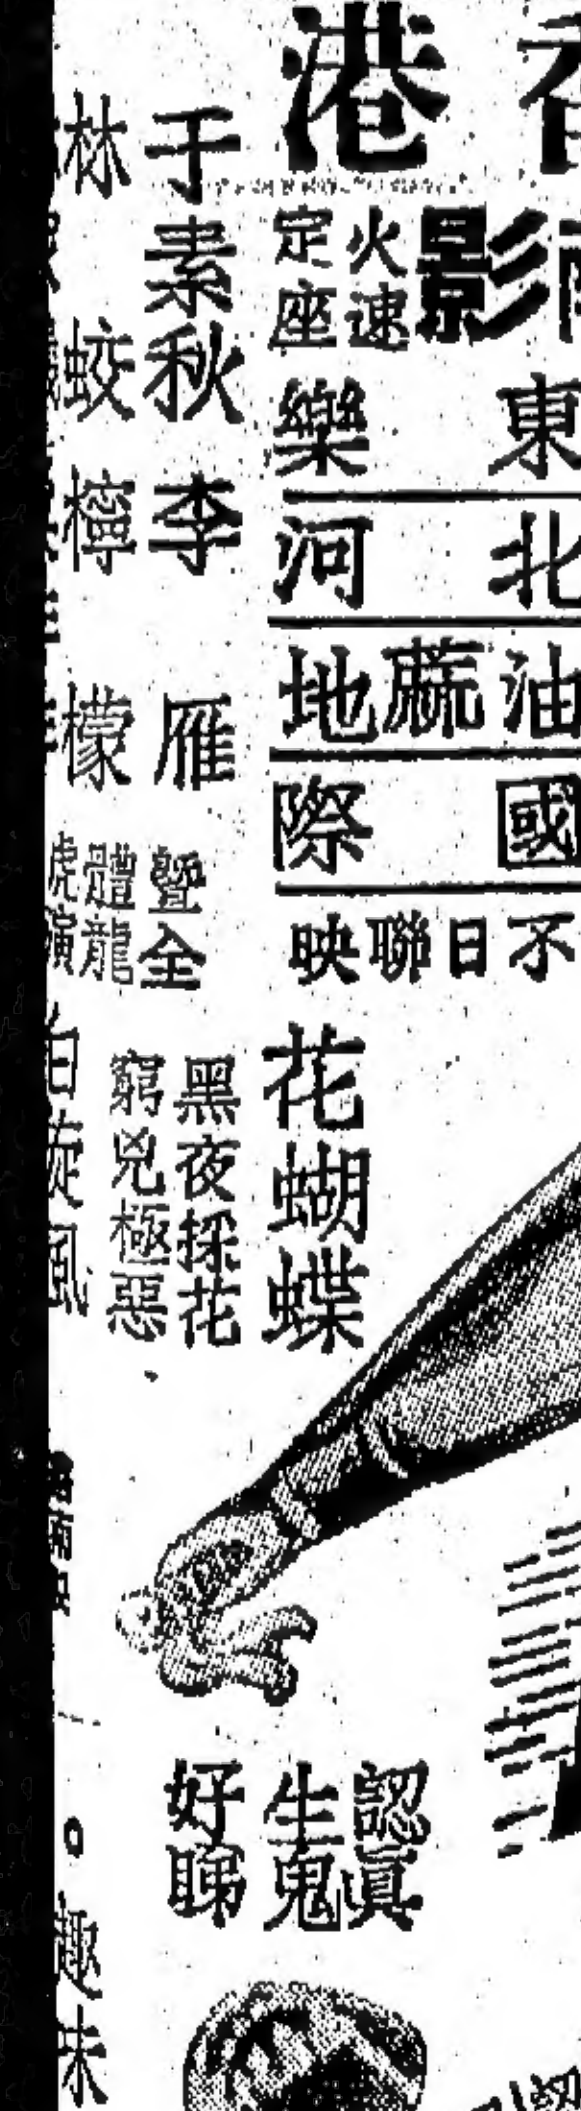 香港
影
火速
定座
東樂
北河
油蔴地
國際
不日聯映
于素秋
李
雁
暨全
林
蛟
檸
檬
體龍
虎
演
花蝴蝶
黑夜採花
窮兇極惡
白旋風
認真
生鬼
好睇
趣味